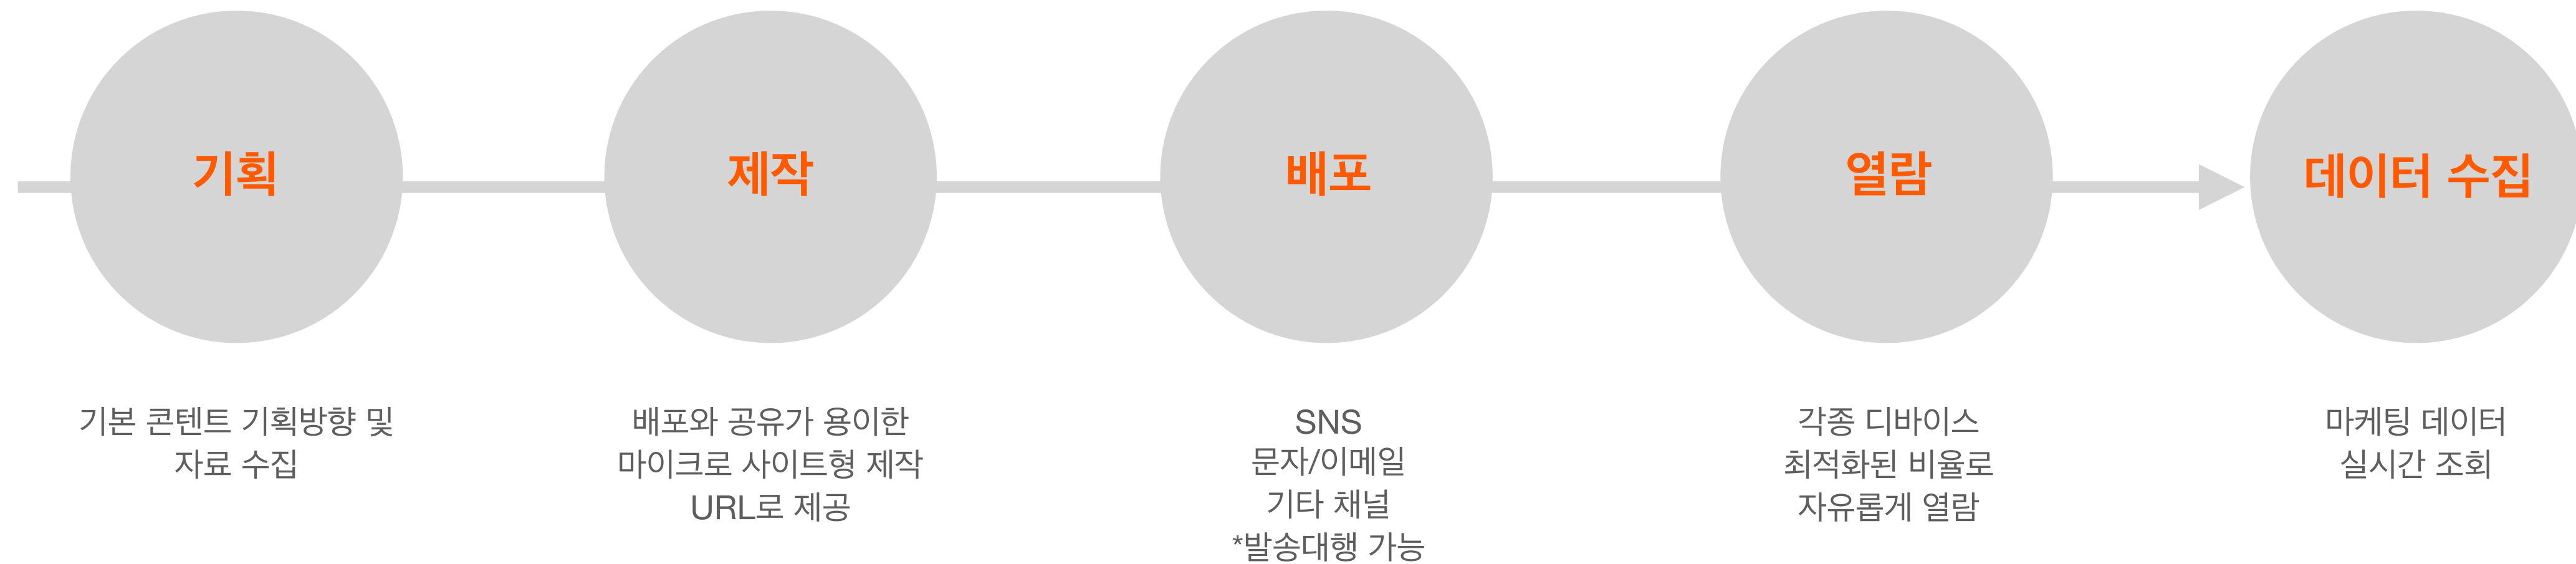 기획
제작
배포
열람
데이터 수집
기본 콘텐트 기획방향 및
자료 수집
배포와 공유가 용이한
마이크로 사이트형 제작
URL로 제공
SNS
문자/이메일
기타 채널
*발송대행 가능
각종 디바이스
최적화된 비율로
자유롭게 열람
마케팅 데이터
실시간 조회